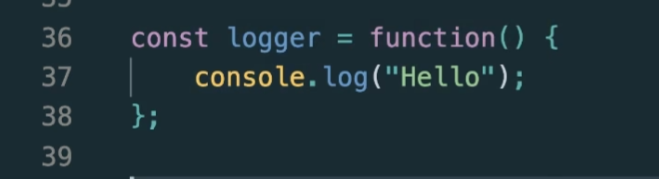 36 const logger = function() {
37 console.log("Hello");
38 };
39